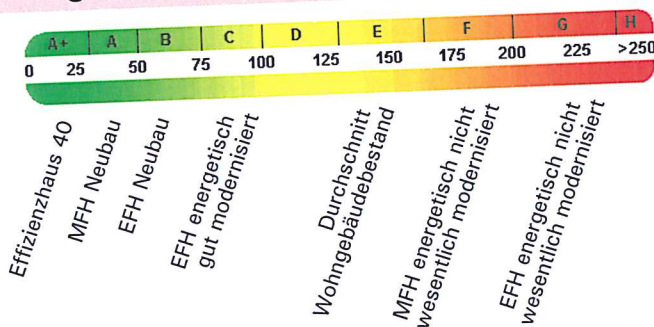 A+ A B C D E F G H
0 25 50 75 100 125 150 175 200 225 >250
Effizienzhaus 40
MFH Neubau
EFH Neubau
EFH energetisch
gut modernisiert
Durchschnitt
Wohngebäudebestand
MFH energetisch nicht
wesentlich modernisiert
EFH energetisch nicht
wesentlich modernisiert